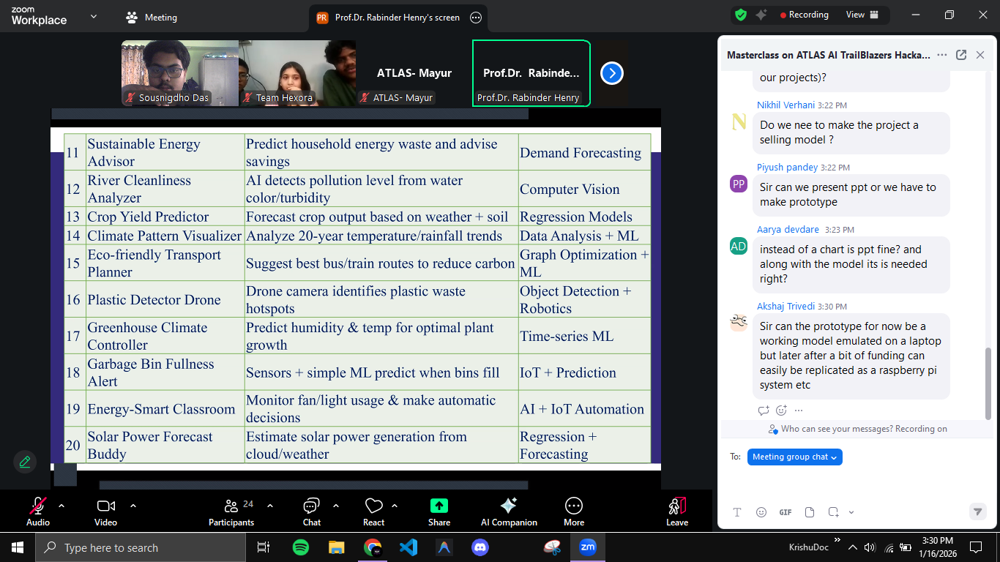 zoom
Workplace
Meeting
PR Prof.Dr. Rabinder Henry's screen
Recording
View
Sousnigdho Das
Team Hexora
ATLAS- Mayur
ATLAS- Mayur
Prof.Dr. Rabinde...
Prof.Dr. Rabinder Henry
11 Sustainable Energy Advisor Predict household energy waste and advise savings Demand Forecasting
12 River Cleanliness Analyzer AI detects pollution level from water color/turbidity Computer Vision
13 Crop Yield Predictor Forecast crop output based on weather + soil Regression Models
14 Climate Pattern Visualizer Analyze 20-year temperature/rainfall trends Data Analysis + ML
15 Eco-friendly Transport Planner Suggest best bus/train routes to reduce carbon Graph Optimization + ML
16 Plastic Detector Drone Drone camera identifies plastic waste hotspots Object Detection + Robotics
17 Greenhouse Climate Controller Predict humidity & temp for optimal plant growth Time-series ML
18 Garbage Bin Fullness Alert Sensors + simple ML predict when bins fill IoT + Prediction
19 Energy-Smart Classroom Monitor fan/light usage & make automatic decisions AI + IoT Automation
20 Solar Power Forecast Buddy Estimate solar power generation from cloud/weather Regression + Forecasting
Masterclass on ATLAS AI TrailBlazers Hacka...
our projects)?
Nikhil Verhani 3:22 PM
N
Do we nee to make the project a
selling model ?
Piyush pandey 3:22 PM
PP
Sir can we present ppt or we have to
make prototype
Aarya devdare 3:23 PM
AD
instead of a chart is ppt fine? and
along with the model its is needed
right?
Akshaj Trivedi 3:30 PM
Sir can the prototype for now be a
working model emulated on a laptop
but later after a bit of funding can
easily be replicated as a raspberry pi
system etc
Who can see your messages? Recording on
To: Meeting group chat
GIF
Audio
Video
24
Participants
Chat
React
Share
AI Companion
More
Leave
Type here to search
zm
KrishuDoc
3:30 PM
1/16/2026